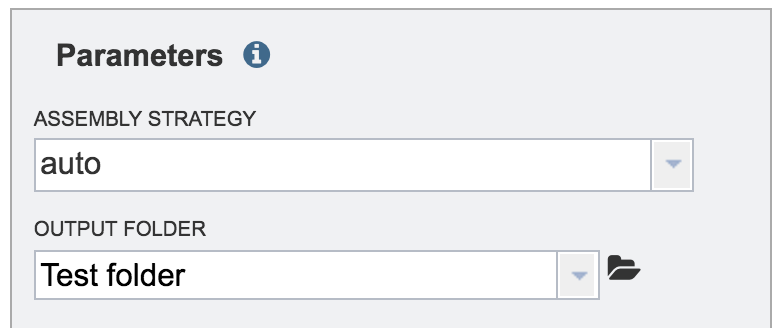 Parameters
ASSEMBLY STRATEGY
auto
OUTPUT FOLDER
Test folder